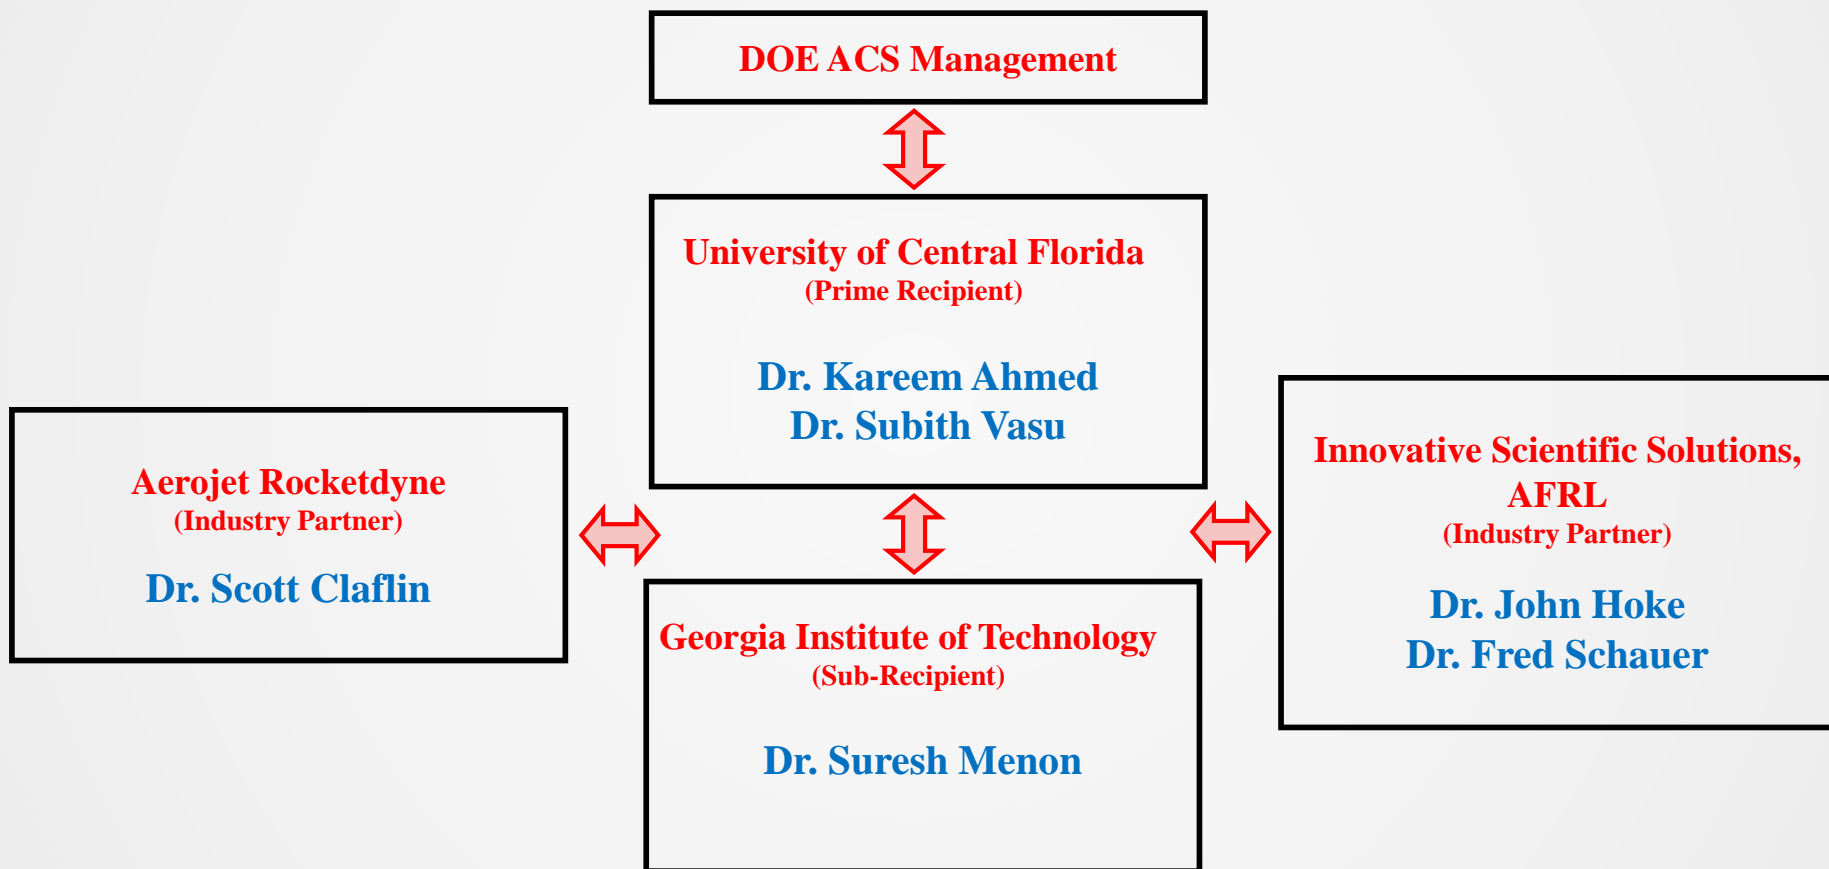 DOE ACS Management
University of Central Florida
(Prime Recipient)
Dr. Kareem Ahmed
Dr. Subith Vasu
Aerojet Rocketdyne
(Industry Partner)
Dr. Scott Claflin
Innovative Scientific Solutions,
AFRL
(Industry Partner)
Dr. John Hoke
Dr. Fred Schauer
Georgia Institute of Technology
(Sub-Recipient)
Dr. Suresh Menon